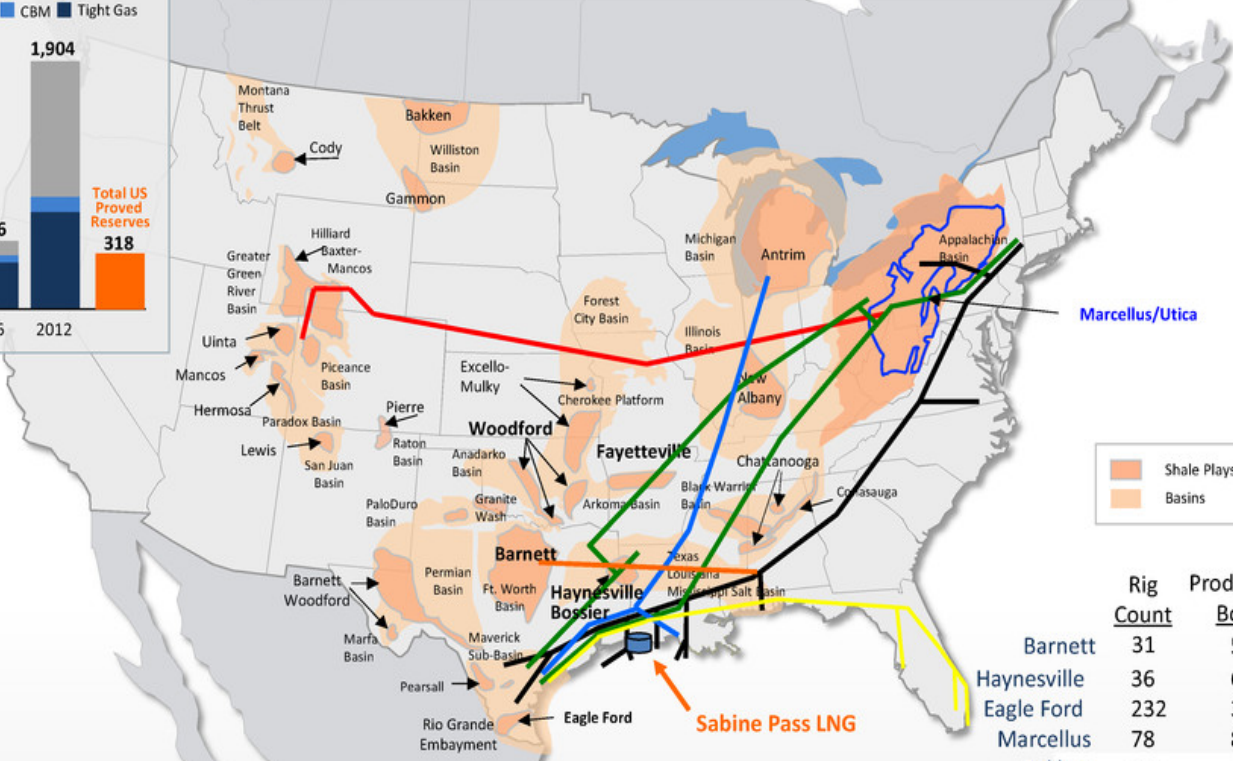 CBM Tight Gas
1,904
Total US
Proved
Reserves
318
6
2012
Montana
Thrust
Belt
Cody
Bakken
Williston
Basin
Gammon
Hilliard
Baxter-
Mancos
Greater
Green
River
Basin
Uinta
Mancos
Piceance
Basin
Hermosa
Paradox Basin
Lewis
San Juan
Basin
Pierre
Raton
Basin
Excello-
Mulky
Cherokee Platform
Forest
City Basin
Woodford
Anadarko
Basin
Granite
Wash
PaloDuro
Basin
Fayetteville
Arkoma Basin
Michigan
Basin
Antrim
Illinois
Basin
New
Albany
Appalachian
Basin
Marcellus/Utica
Chattanooga
Black Warrior
Basin
Conasauga
Texas
Louisiana
Mississippi Salt Basin
Barnett
Ft. Worth
Basin
Haynesville
Bossier
Permian
Basin
Barnett
Woodford
Marfa
Basin
Maverick
Sub-Basin
Pearsall
Eagle Ford
Rio Grande
Embayment
Sabine Pass LNG
Shale Plays
Basins
Rig
Count
Barnett 31
Haynesville 36
Eagle Ford 232
Marcellus 78